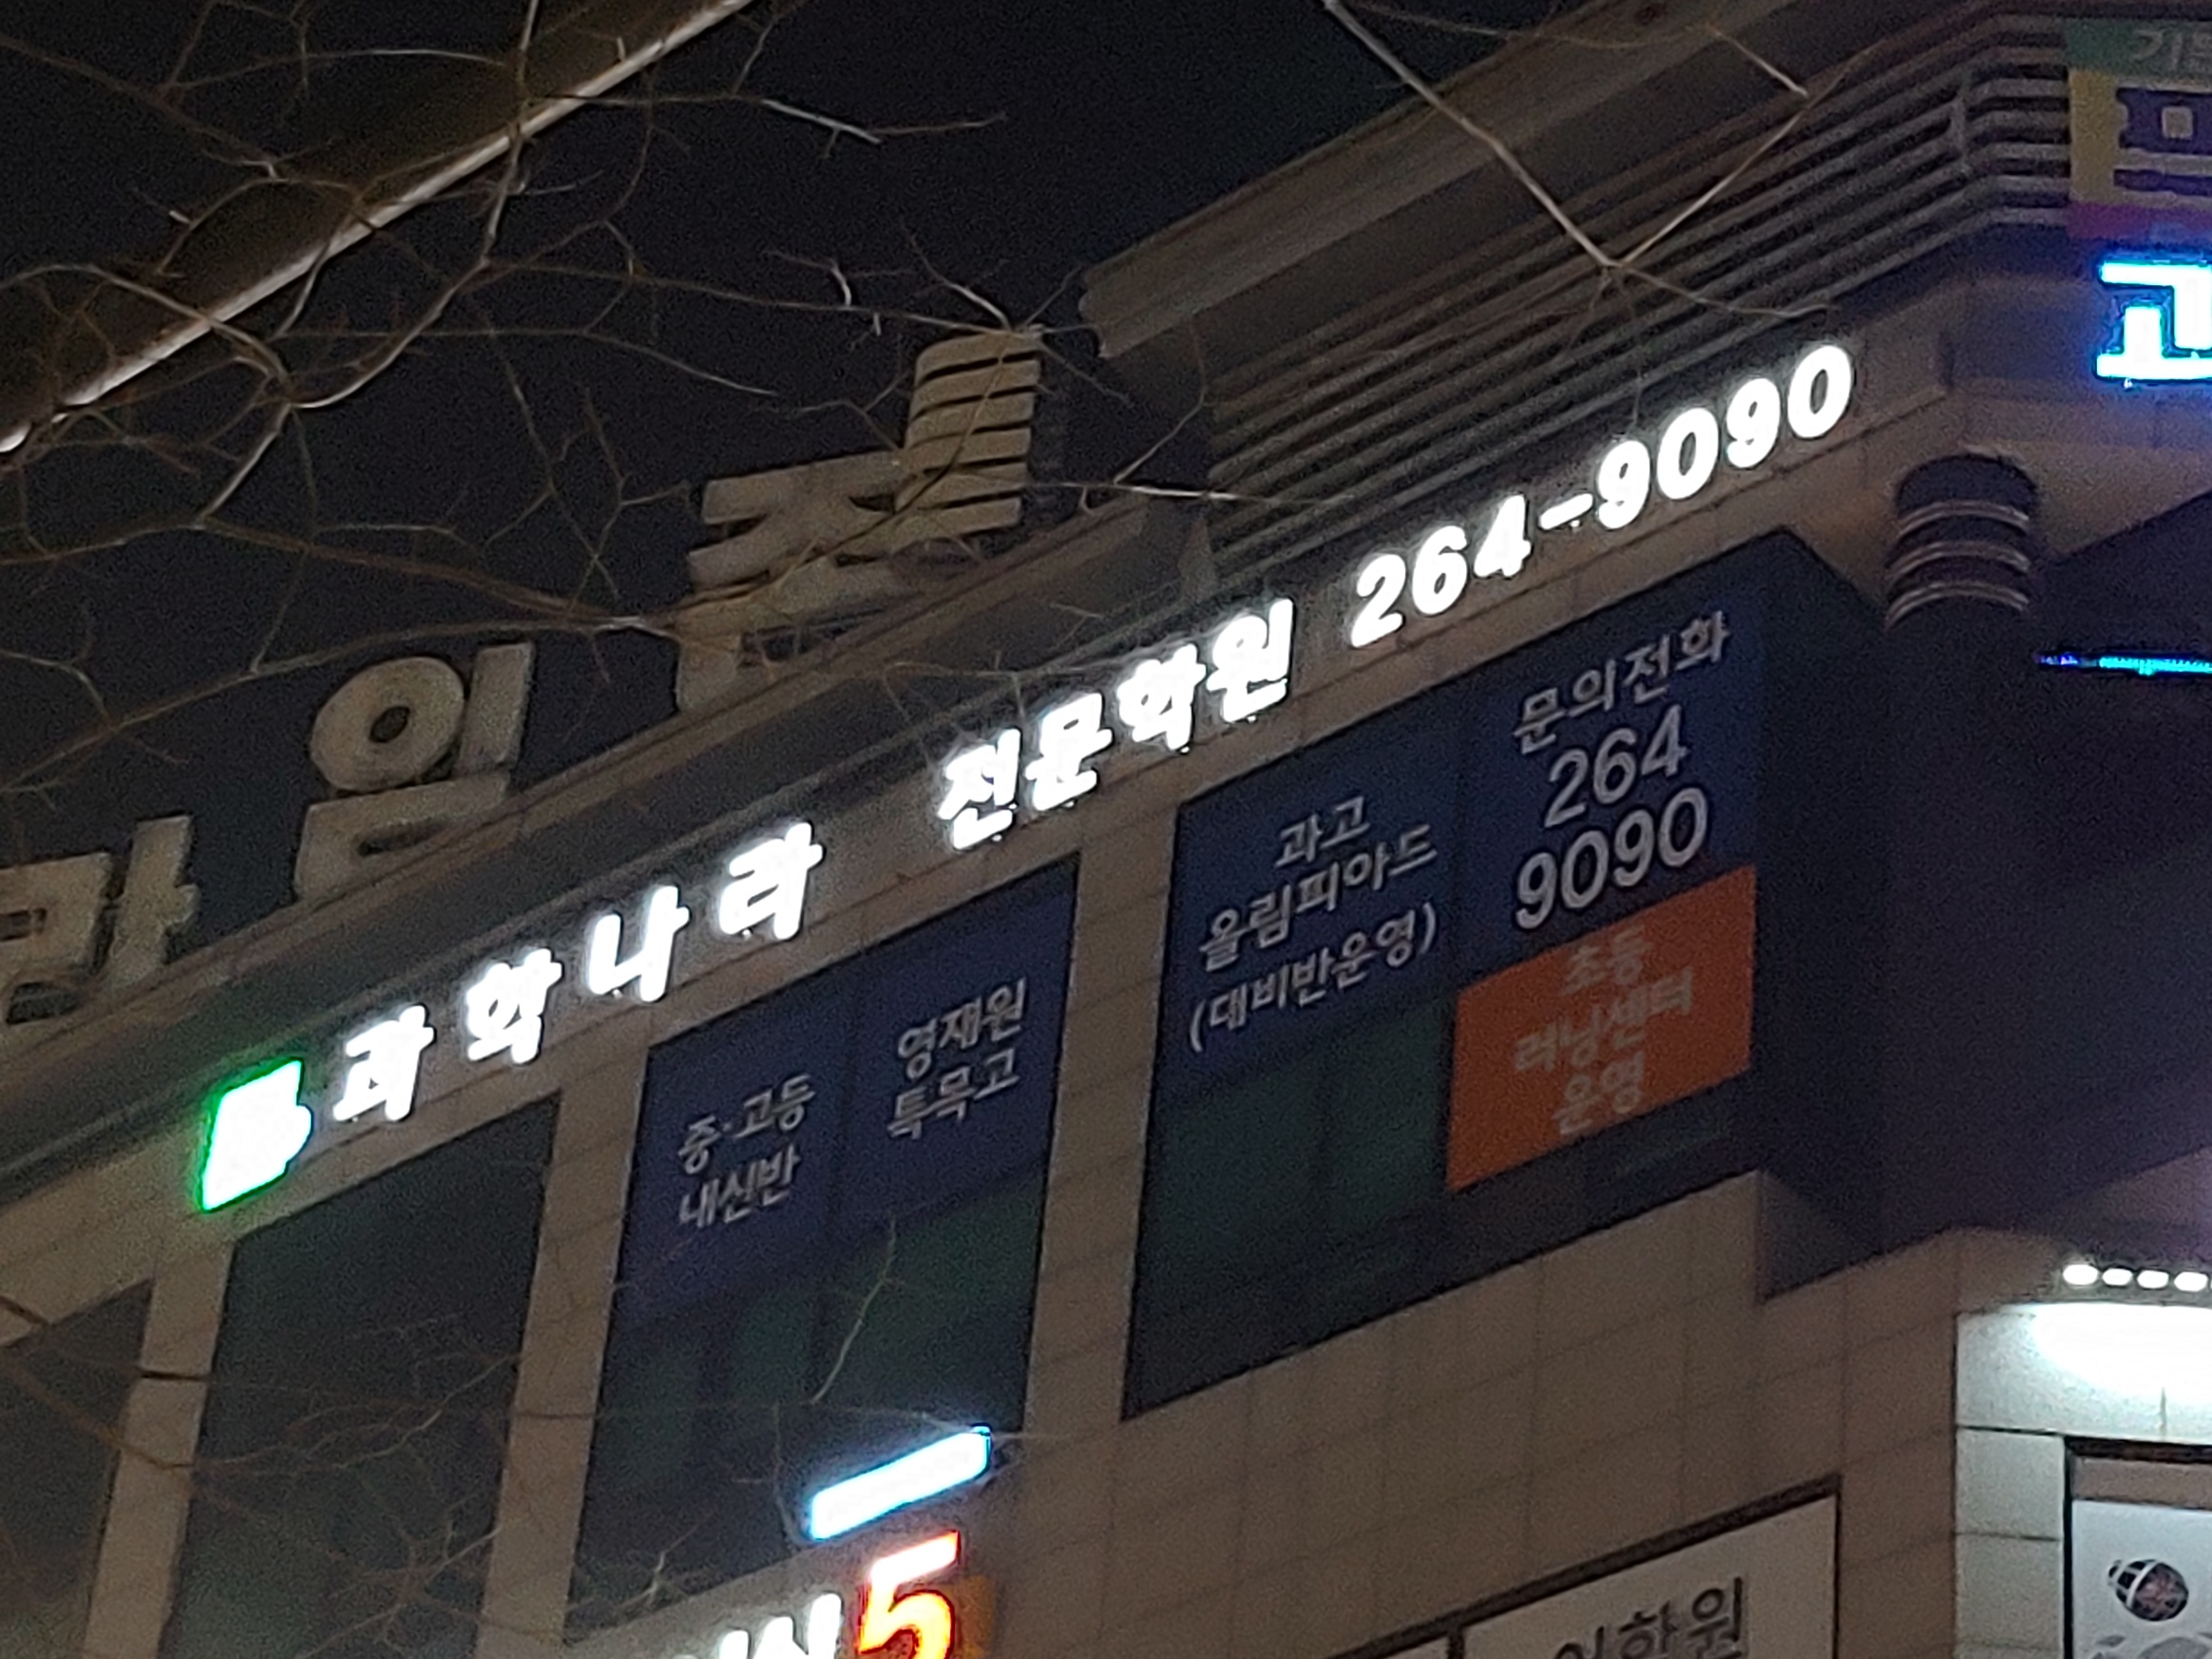 과학나라 전문학원 264-9090
중·고등
내신반
영재원
특목고
과고
올림피아드
(대비반운영)
문의전화
264
9090
초등
러닝센터
운영
고
5